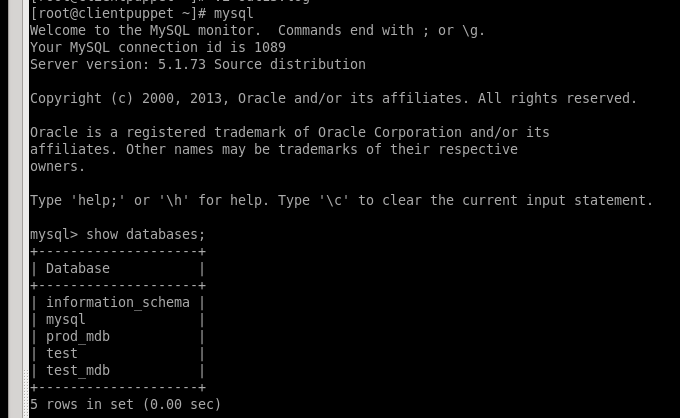 [root@clientpuppet ~]# mysql
Welcome to the MySQL monitor.  Commands end with ; or \g.
Your MySQL connection id is 1089
Server version: 5.1.73 Source distribution
Copyright (c) 2000, 2013, Oracle and/or its affiliates. All rights reserved.
Oracle is a registered trademark of Oracle Corporation and/or its
affiliates. Other names may be trademarks of their respective
owners.
Type 'help;' or '\h' for help. Type '\c' to clear the current input statement.
mysql> show databases;
+--------------------+
| Database           |
+--------------------+
| information_schema |
| mysql              |
| prod_mdb           |
| test               |
| test_mdb           |
+--------------------+
5 rows in set (0.00 sec)